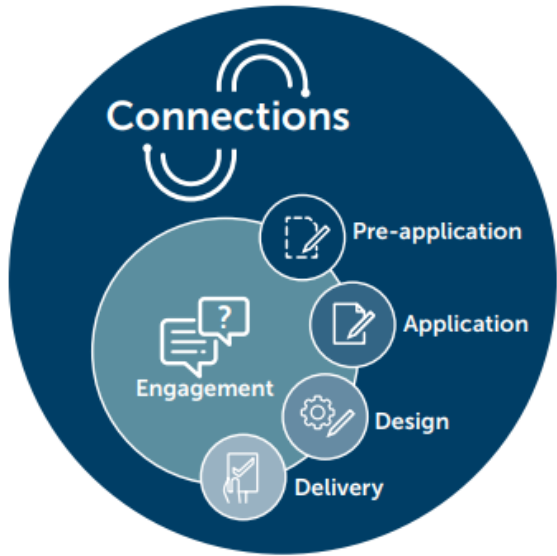 Connections
Pre-application
?
Application
Engagement
Design
Delivery